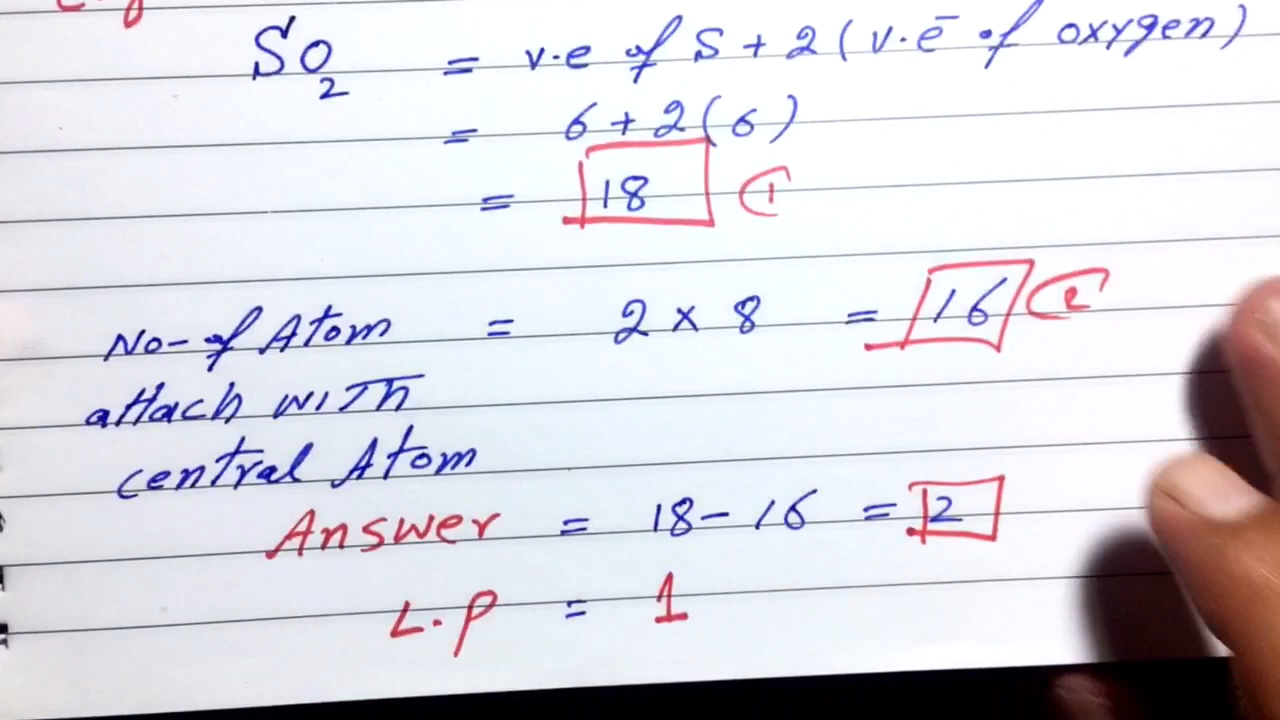 SO₂ = v.e of S + 2 ( v.ē of oxygen )
= 6 + 2 ( 6 )
= 18 (1
No- of Atom = 2 × 8 = 16 (2
attach with
central Atom
Answer = 18 - 16 = 2
L.P = 1